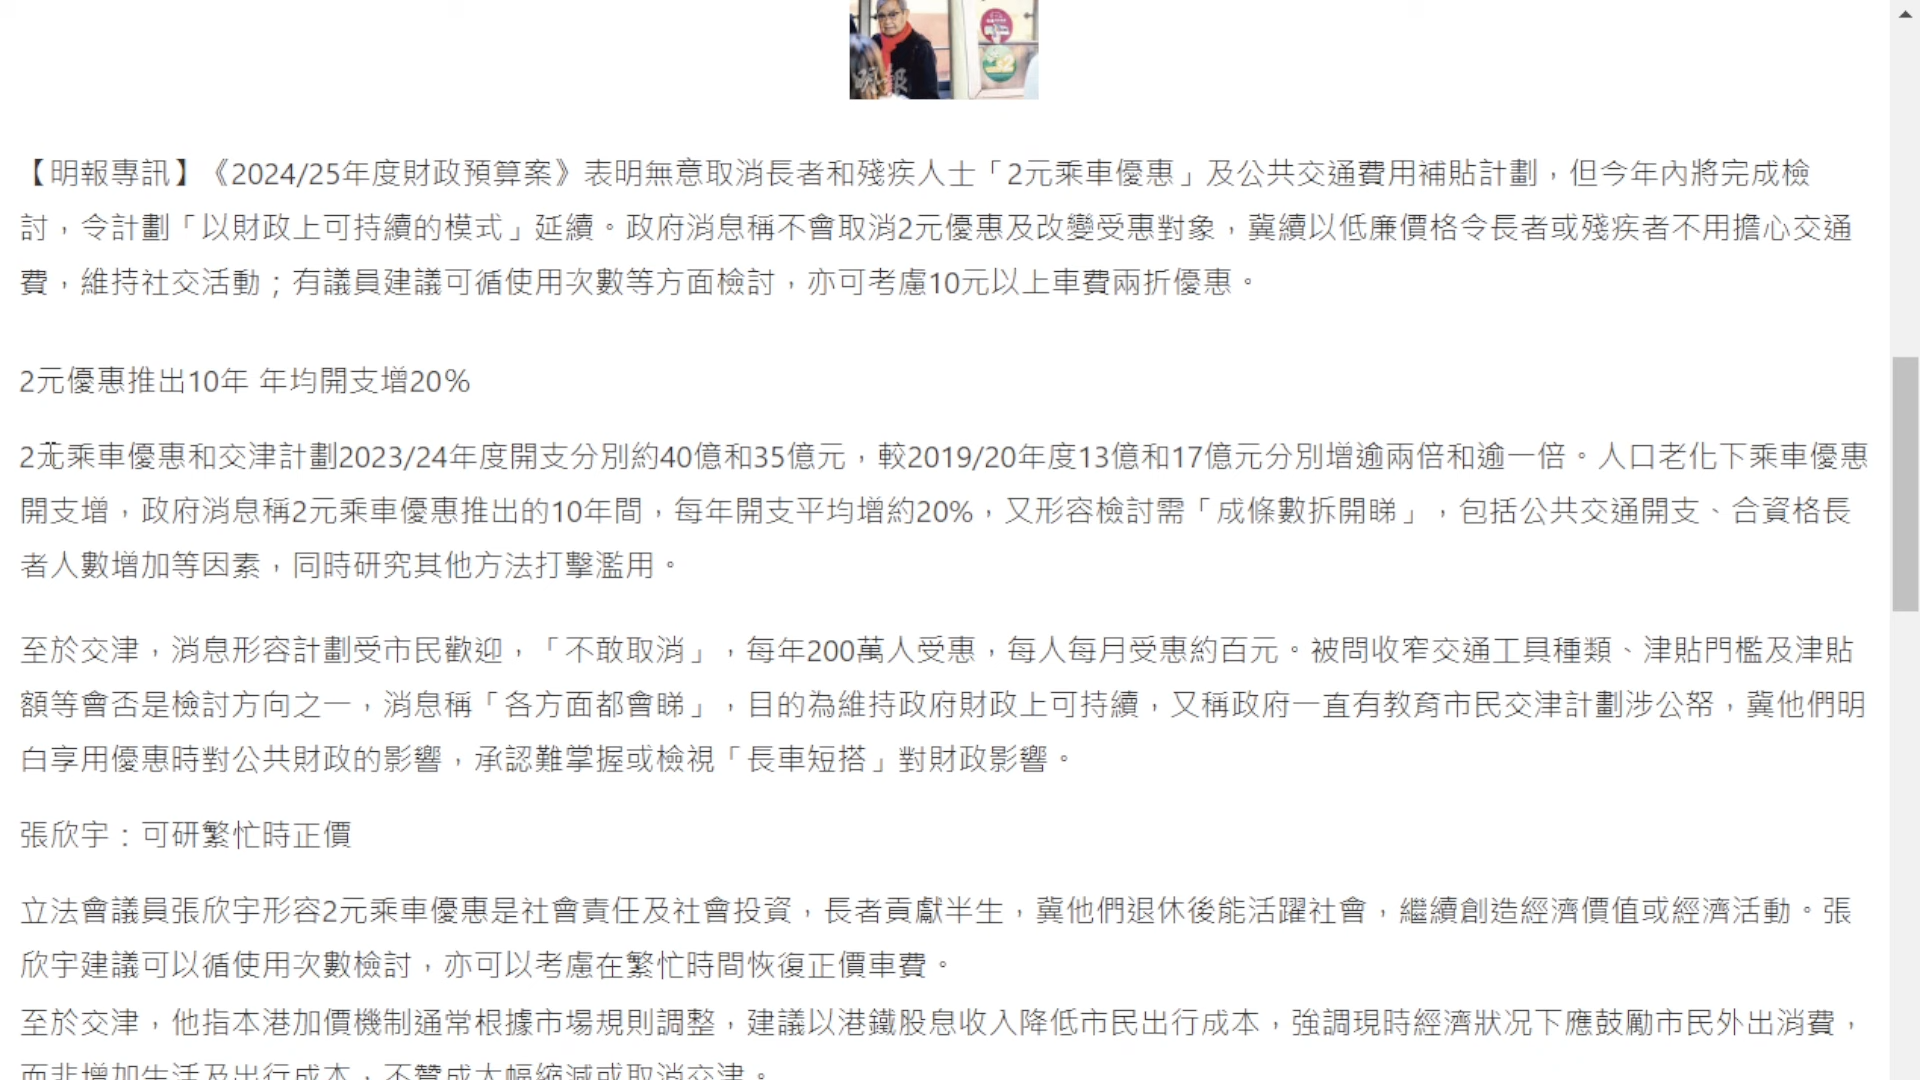 明報
【明報專訊】《2024/25年度財政預算案》表明無意取消長者和殘疾人士「2元乘車優惠」及公共交通費用補貼計劃，但今年內將完成檢
討，令計劃「以財政上可持續的模式」延續。政府消息稱不會取消2元優惠及改變受惠對象，冀續以低廉價格令長者或殘疾者不用擔心交通
費，維持社交活動；有議員建議可循使用次數等方面檢討，亦可考慮10元以上車費兩折優惠。
2元優惠推出10年 年均開支增20%
2元乘車優惠和交津計劃2023/24年度開支分別約40億和35億元，較2019/20年度13億和17億元分別增逾兩倍和逾一倍。人口老化下乘車優惠
開支增，政府消息稱2元乘車優惠推出的10年間，每年開支平均增約20%，又形容檢討需「成條數拆開睇」，包括公共交通開支、合資格長
者人數增加等因素，同時研究其他方法打擊濫用。
至於交津，消息形容計劃受市民歡迎，「不敢取消」，每年200萬人受惠，每人每月受惠約百元。被問收窄交通工具種類、津貼門檻及津貼
額等會否是檢討方向之一，消息稱「各方面都會睇」，目的為維持政府財政上可持續，又稱政府一直有教育市民交津計劃涉公帑，冀他們明
白享用優惠時對公共財政的影響，承認難掌握或檢視「長車短搭」對財政影響。
張欣宇：可研繁忙時正價
立法會議員張欣宇形容2元乘車優惠是社會責任及社會投資，長者貢獻半生，冀他們退休後能活躍社會，繼續創造經濟價值或經濟活動。張
欣宇建議可以循使用次數檢討，亦可以考慮在繁忙時間恢復正價車費。
至於交津，他指本港加價機制通常根據市場規則調整，建議以港鐵股息收入降低市民出行成本，強調現時經濟狀況下應鼓勵市民外出消費，
而非增加生活及出行成本，不贊成大幅縮減或取消交津。